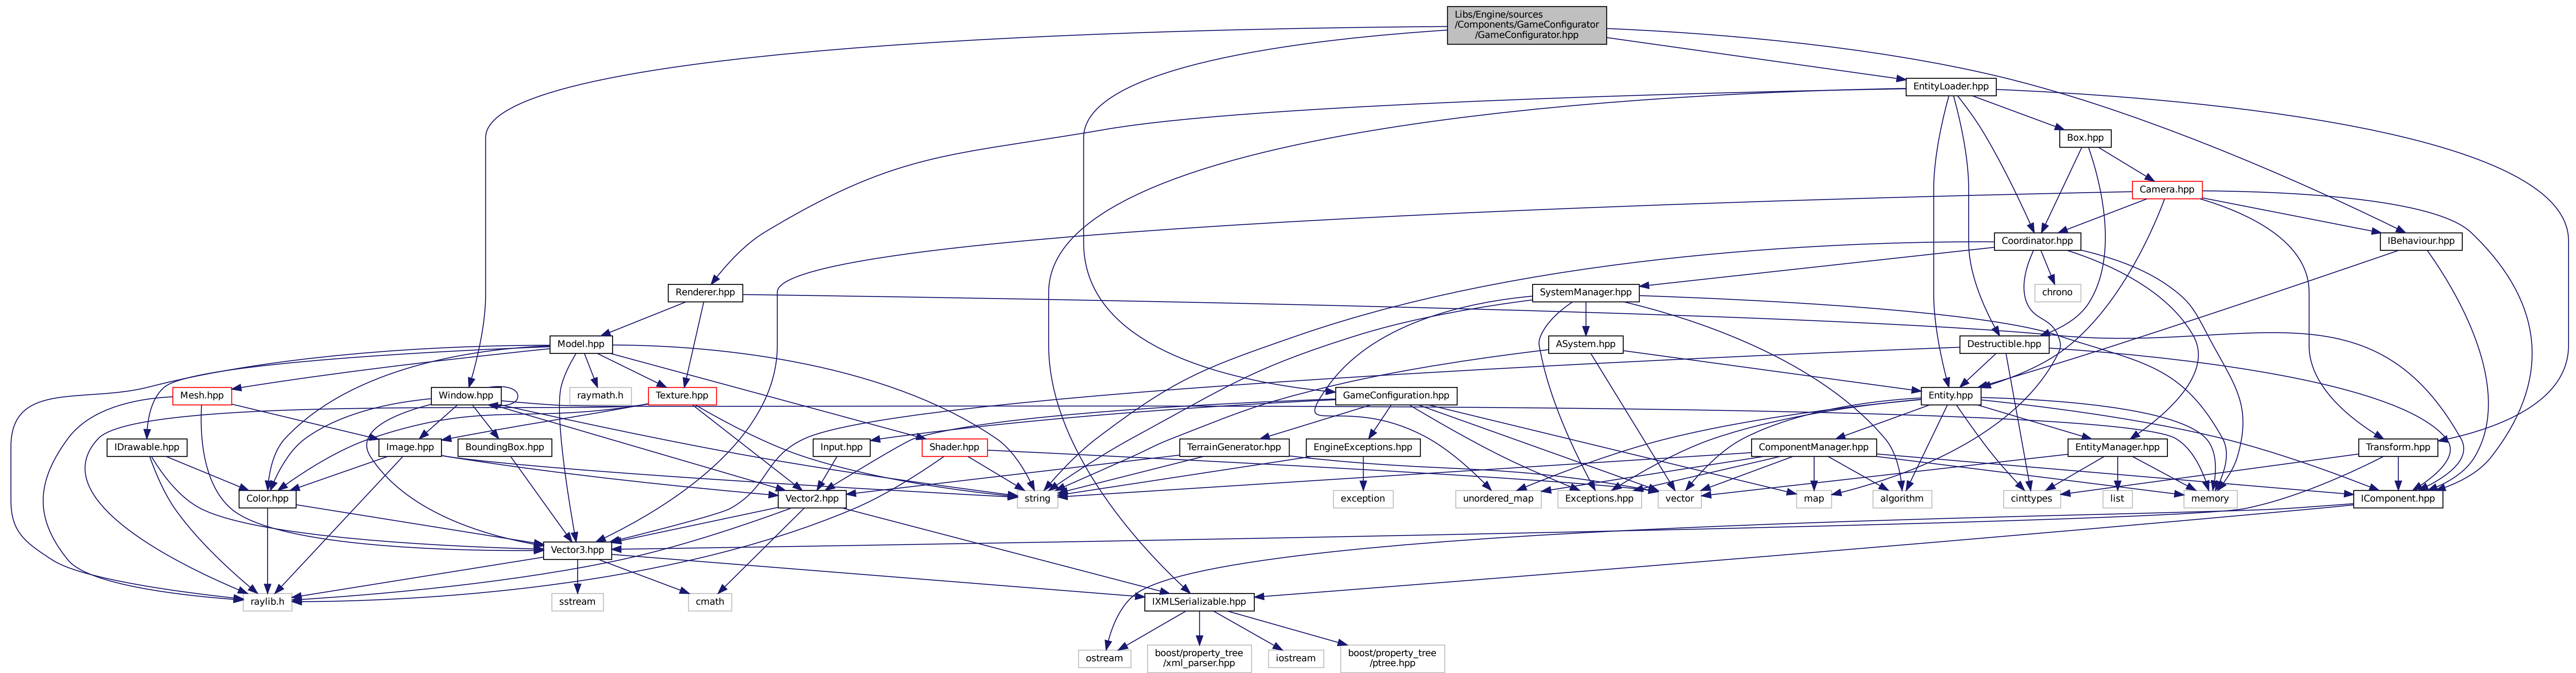 Libs/Engine/sources
/Components/GameConfigurator
/GameConfigurator.hpp
EntityLoader.hpp
Box.hpp
Camera.hpp
Coordinator.hpp
IBehaviour.hpp
Renderer.hpp
SystemManager.hpp
chrono
Model.hpp
ASystem.hpp
Destructible.hpp
Mesh.hpp
Window.hpp
raymath.h
Texture.hpp
GameConfiguration.hpp
Entity.hpp
IDrawable.hpp
Image.hpp
BoundingBox.hpp
Input.hpp
Shader.hpp
TerrainGenerator.hpp
EngineExceptions.hpp
ComponentManager.hpp
EntityManager.hpp
Transform.hpp
Color.hpp
Vector2.hpp
string
exception
unordered_map
Exceptions.hpp
vector
map
algorithm
cinttypes
list
memory
IComponent.hpp
Vector3.hpp
raylib.h
sstream
cmath
IXMLSerializable.hpp
ostream
boost/property_tree
/xml_parser.hpp
iostream
boost/property_tree
/ptree.hpp